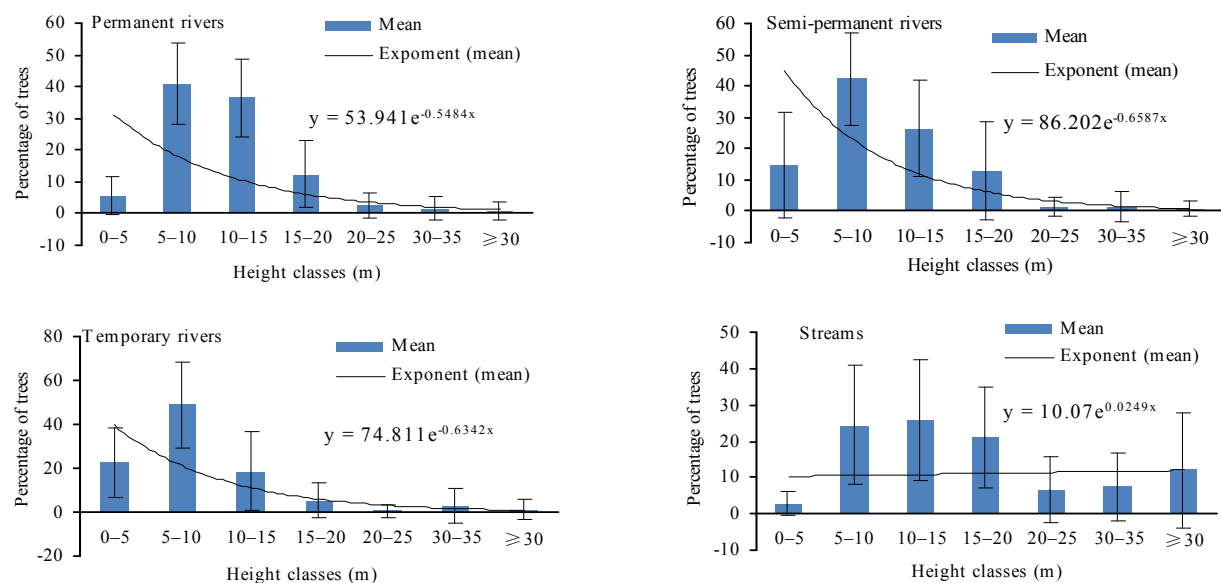 Permanent rivers
Mean
Expoment (mean)
y = 53.941e^-0.5484x
Percentage of trees
60
50
40
30
20
10
0
-10
0–5 5–10 10–15 15–20 20–25 30–35 ≥30
Height classes (m)
Semi-permanent rivers
Mean
Exponent (mean)
y = 86.202e^-0.6587x
Percentage of trees
60
50
40
30
20
10
0
-10
0–5 5–10 10–15 15–20 20–25 30–35 ≥30
Height classes (m)
Temporary rivers
Mean
Exponent (mean)
y = 74.811e^-0.6342x
Percentage of trees
80
60
40
20
0
-20
0–5 5–10 10–15 15–20 20–25 30–35 ≥30
Height classes (m)
Streams
Mean
Exponent (mean)
y = 10.07e^0.0249x
Percentage of trees
50
40
30
20
10
0
-10
0–5 5–10 10–15 15–20 20–25 30–35 ≥30
Height classes (m)